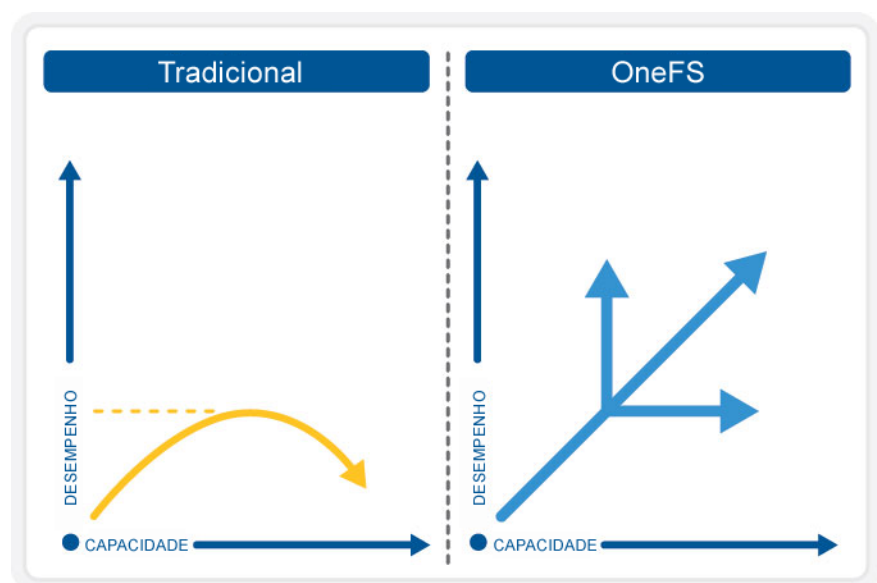 Tradicional
DESEMPENHO
CAPACIDADE
OneFS
DESEMPENHO
CAPACIDADE